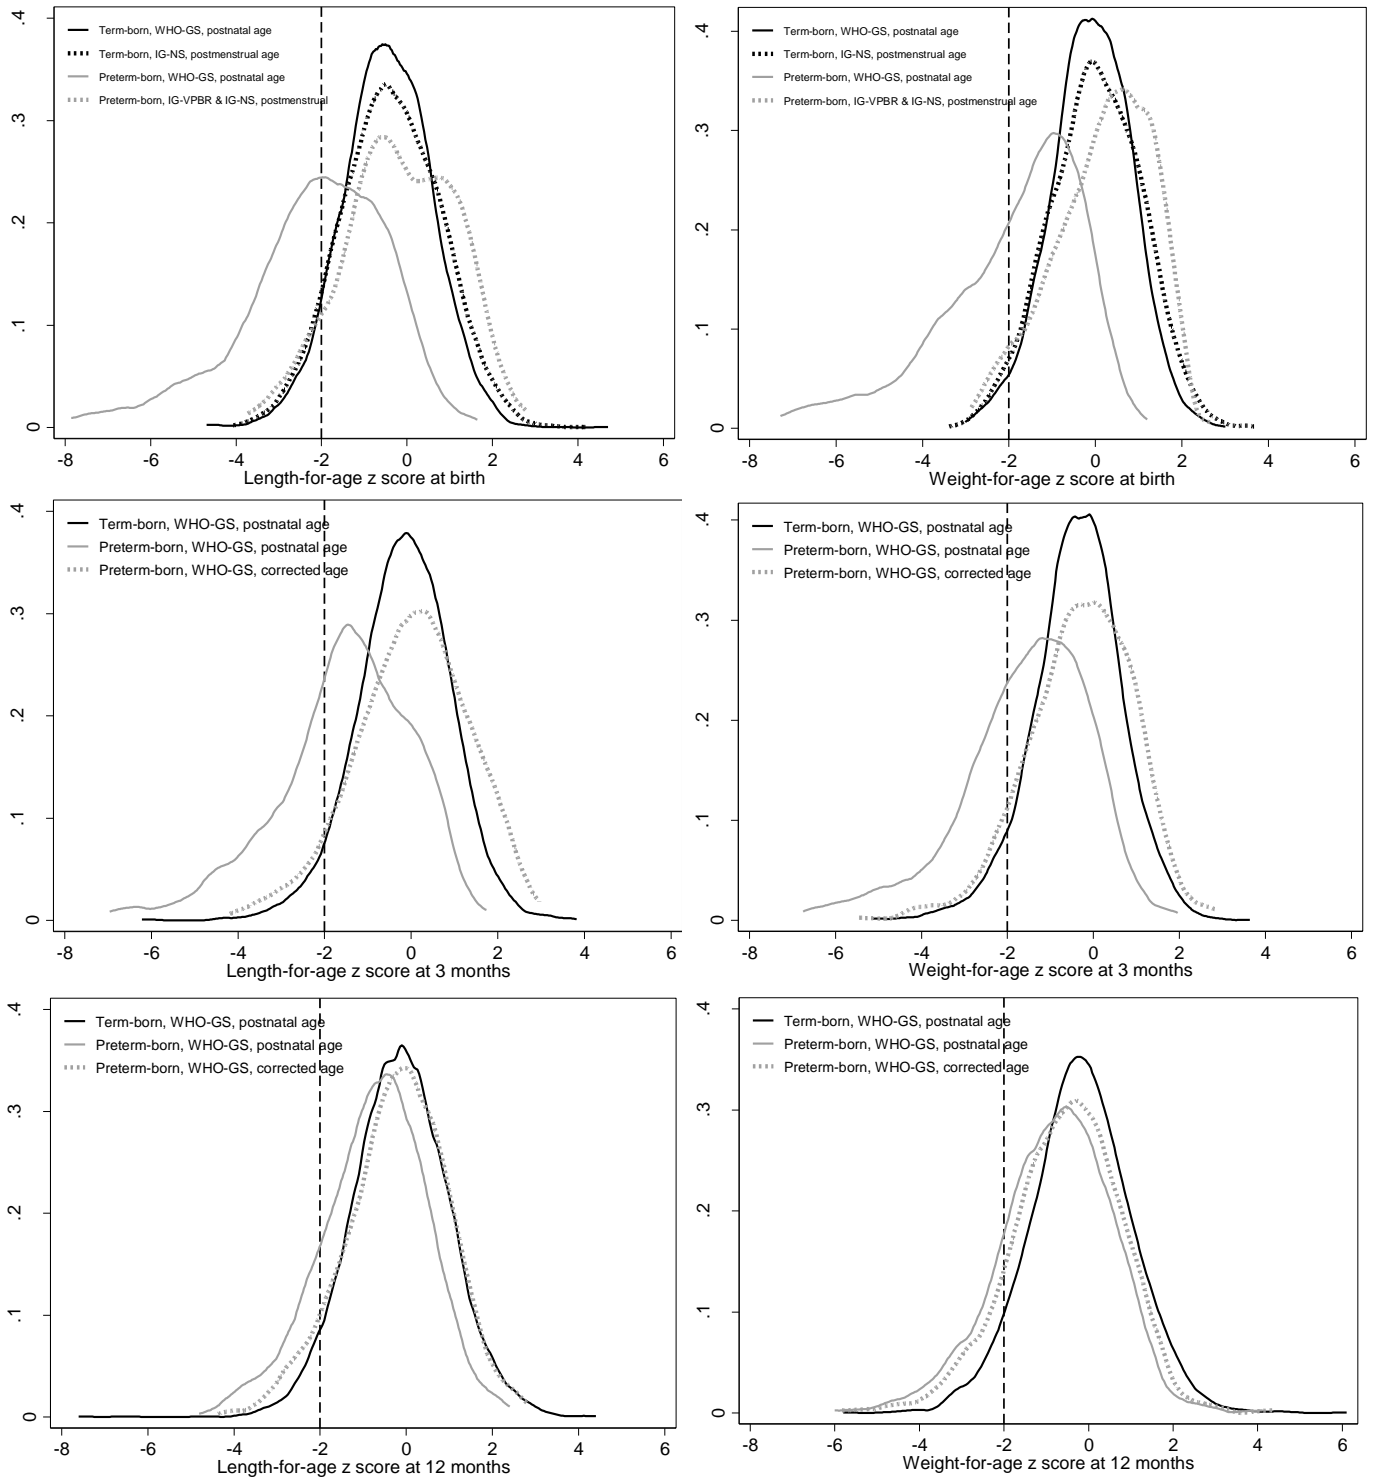 Term-born, WHO-GS, postnatal age
Term-born, IG-NS, postmenstrual age
Preterm-born, WHO-GS, postnatal age
Preterm-born, IG-VPBR & IG-NS, postmenstrual
.4
.3
.2
.1
0
-8 -6 -4 -2 0 2 4 6
Length-for-age z score at birth
Term-born, WHO-GS, postnatal age
Term-born, IG-NS, postmenstrual age
Preterm-born, WHO-GS, postnatal age
Preterm-born, IG-VPBR & IG-NS, postmenstrual age
.4
.3
.2
.1
0
-8 -6 -4 -2 0 2 4 6
Weight-for-age z score at birth
Term-born, WHO-GS, postnatal age
Preterm-born, WHO-GS, postnatal age
Preterm-born, WHO-GS, corrected age
.4
.3
.2
.1
0
-8 -6 -4 -2 0 2 4 6
Length-for-age z score at 3 months
Term-born, WHO-GS, postnatal age
Preterm-born, WHO-GS, postnatal age
Preterm-born, WHO-GS, corrected age
.4
.3
.2
.1
0
-8 -6 -4 -2 0 2 4 6
Weight-for-age z score at 3 months
Term-born, WHO-GS, postnatal age
Preterm-born, WHO-GS, postnatal age
Preterm-born, WHO-GS, corrected age
.4
.3
.2
.1
0
-8 -6 -4 -2 0 2 4 6
Length-for-age z score at 12 months
Term-born, WHO-GS, postnatal age
Preterm-born, WHO-GS, postnatal age
Preterm-born, WHO-GS, corrected age
.4
.3
.2
.1
0
-8 -6 -4 -2 0 2 4 6
Weight-for-age z score at 12 months